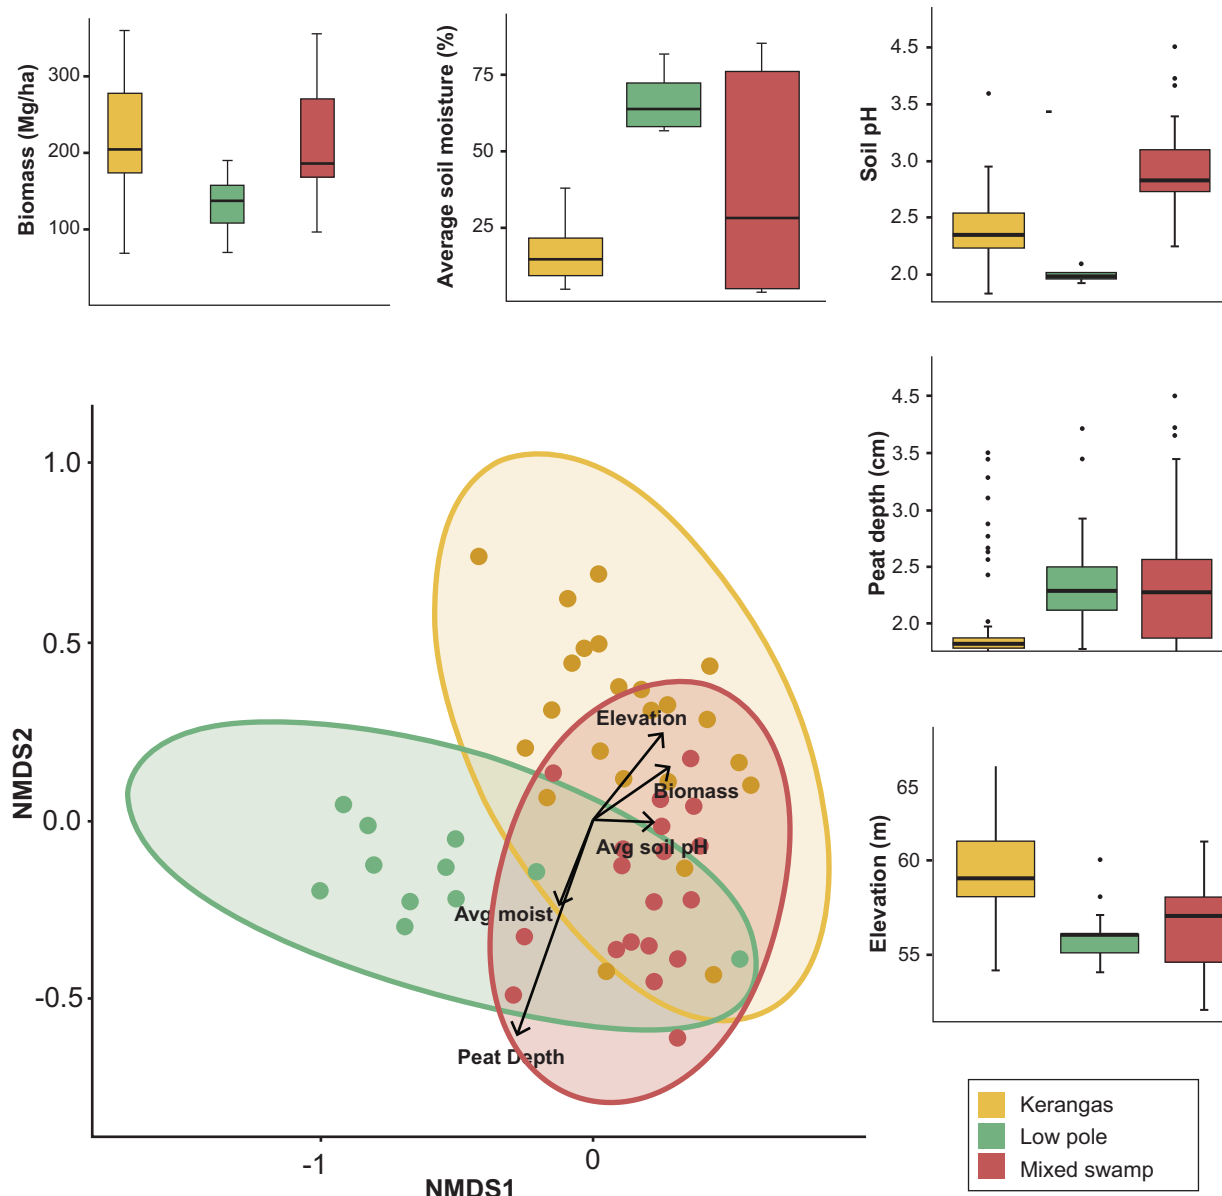 Biomass (Mg/ha)
300
200
100
Average soil moisture (%)
75
50
25
Soil pH
4.5
3.5
3.0
2.5
2.0
Peat depth (cm)
4.5
3.5
3.0
2.5
2.0
Elevation (m)
65
60
55
NMDS2
1.0
0.5
0.0
-0.5
Elevation
Biomass
Avg soil pH
Avg moist
Peat Depth
-1
0
NMDS1
Kerangas
Low pole
Mixed swamp